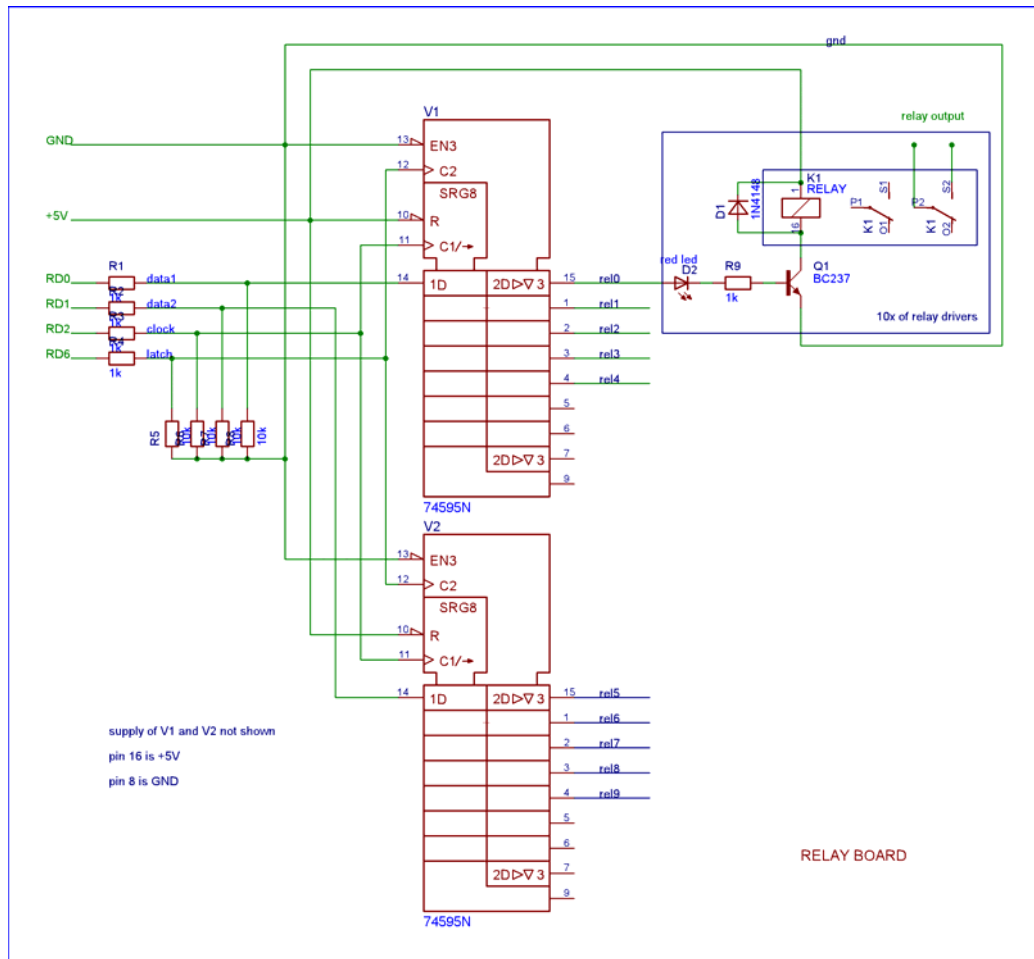 gnd
V1
relay output
GND
13
EN3
12
C2
K1
RELAY
SRG8
1
1N4148
D1
S1
S2
+5V
10
R
P1
P2
11
C1/
16
K1
O1
K1
O2
red led
D2
R9
Q1
BC237
R1
RD0
data1
14
1D
2D
3
15
rel0
1k
1k
R2
RD1
data2
1
rel1
10x of relay drivers
1k
R3
RD2
clock
2
rel2
1k
R4
RD6
latch
3
rel3
1k
4
rel4
5
R5
R6
R7
R8
10k
10k
10k
10k
6
2D
3
7
9
74595N
V2
13
EN3
12
C2
SRG8
10
R
11
C1/
14
1D
2D
3
15
rel5
1
rel6
supply of V1 and V2 not shown
2
rel7
pin 16 is +5V
3
rel8
pin 8 is GND
4
rel9
5
6
RELAY BOARD
2D
3
7
9
74595N